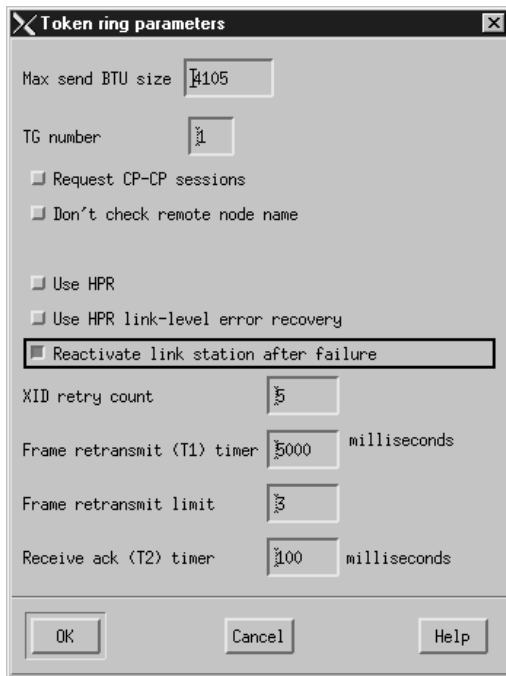 Token ring parameters
Max send BTU size 4105
TG number 1
Request CP-CP sessions
Don't check remote node name
Use HPR
Use HPR link-level error recovery
Reactivate link station after failure
XID retry count 5
Frame retransmit (T1) timer 5000 milliseconds
Frame retransmit limit 3
Receive ack (T2) timer 100 milliseconds
OK Cancel Help